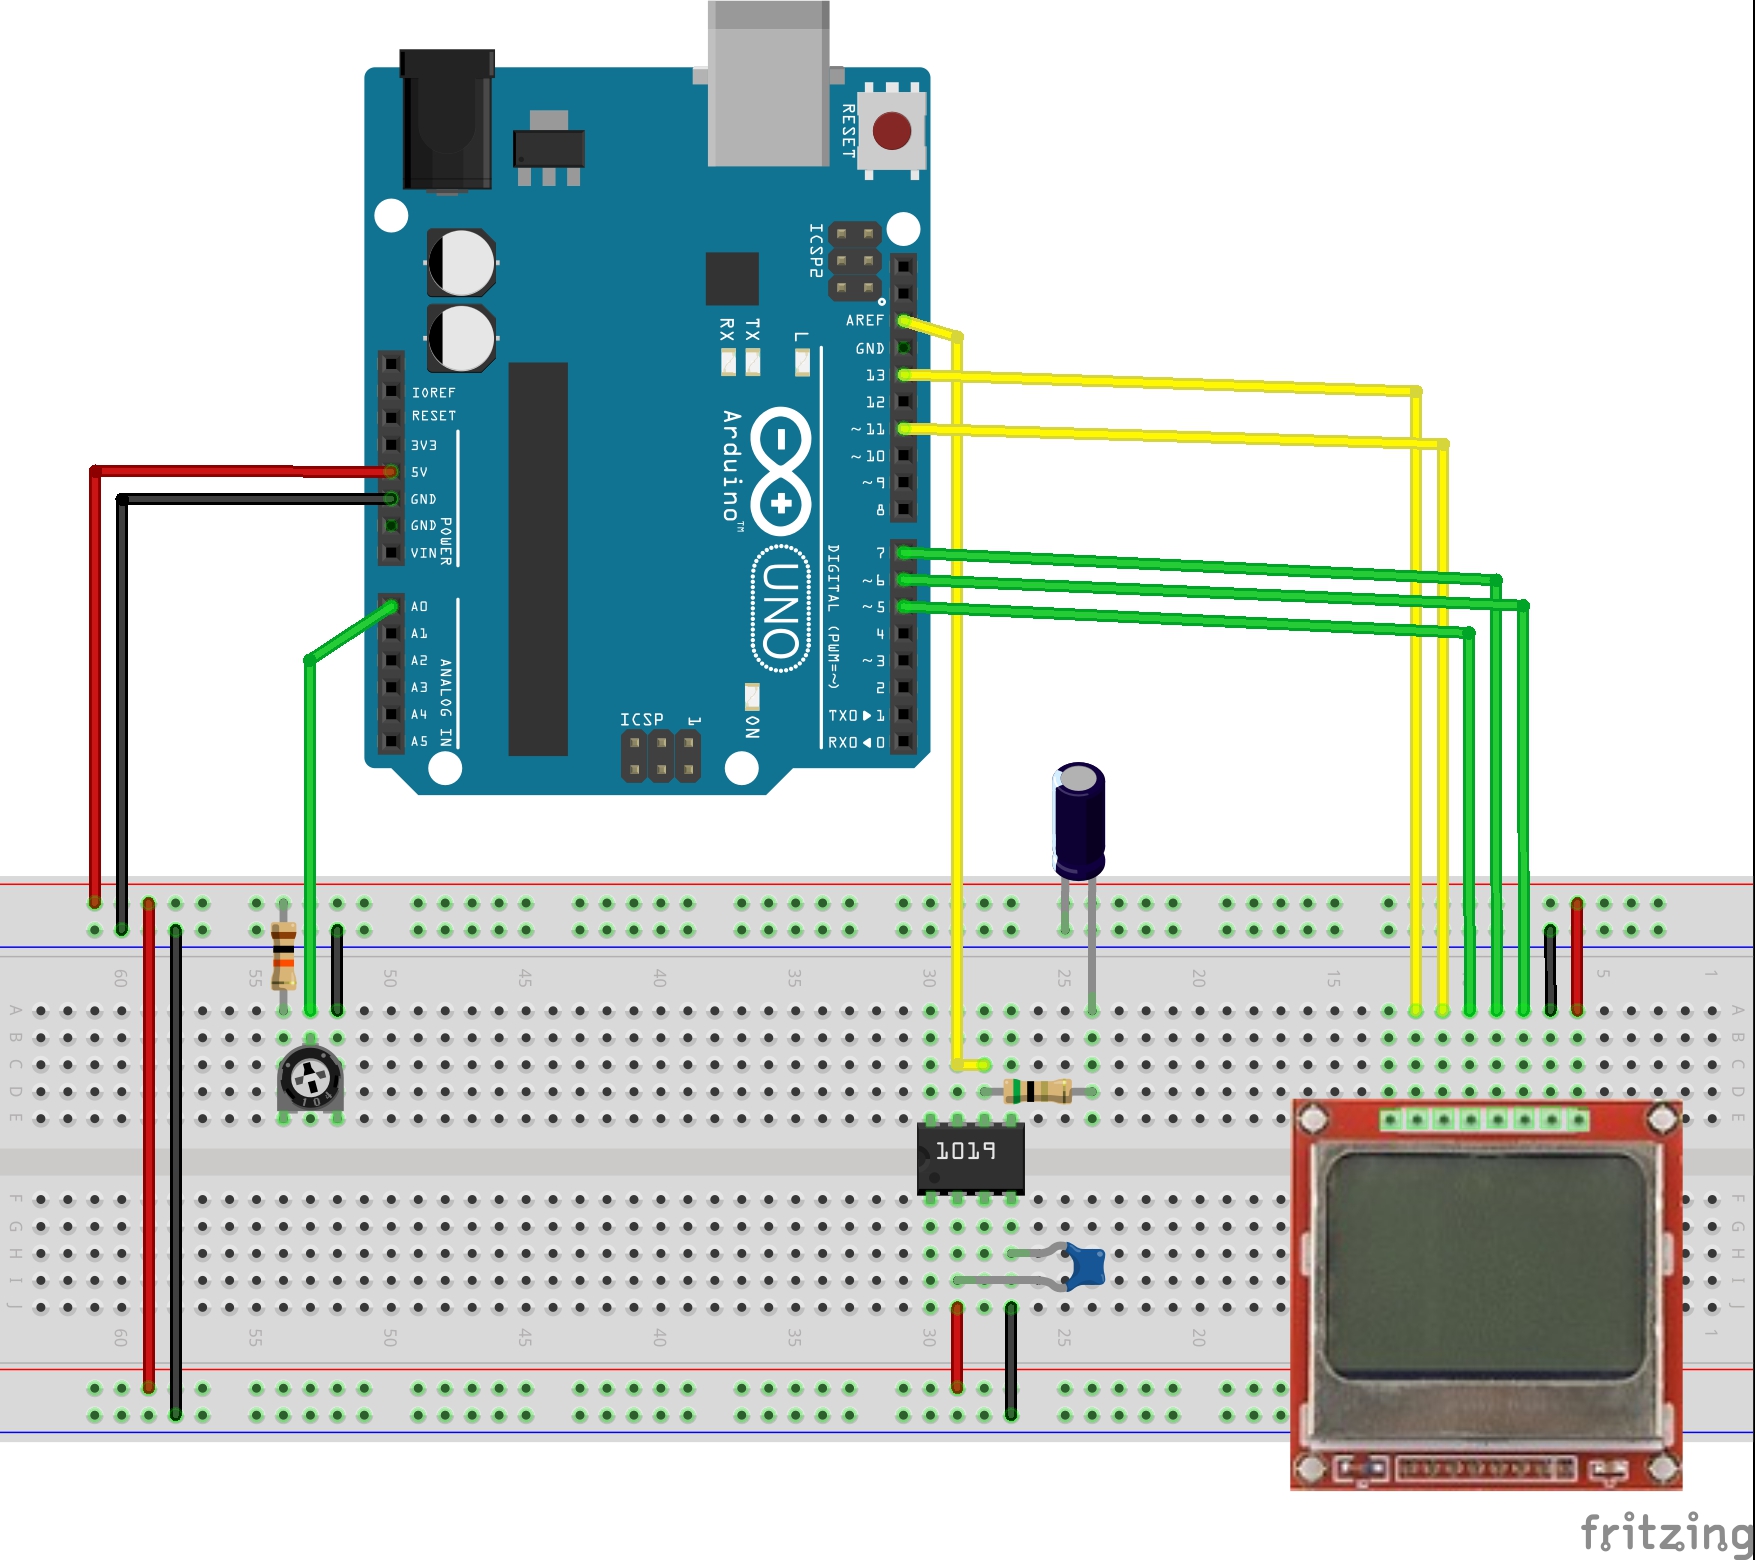 RESET
ICSP2
AREF
GND
13
12
~11
~10
~9
8
7
~6
~5
4
~3
2
TX0▶1
RX0◀0
DIGITAL (PWM=~)
RX
TX
L
Arduino™
UNO
ON
ICSP
1
IOREF
RESET
3V3
5V
GND
GND
VIN
POWER
A0
A1
A2
A3
A4
A5
ANALOG IN
60
55
50
45
40
35
30
25
20
15
5
1
A
B
C
D
E
A
B
C
D
E
104
1019
F
G
H
I
J
F
G
H
I
J
60
55
50
45
40
35
30
25
20
1
fritzing